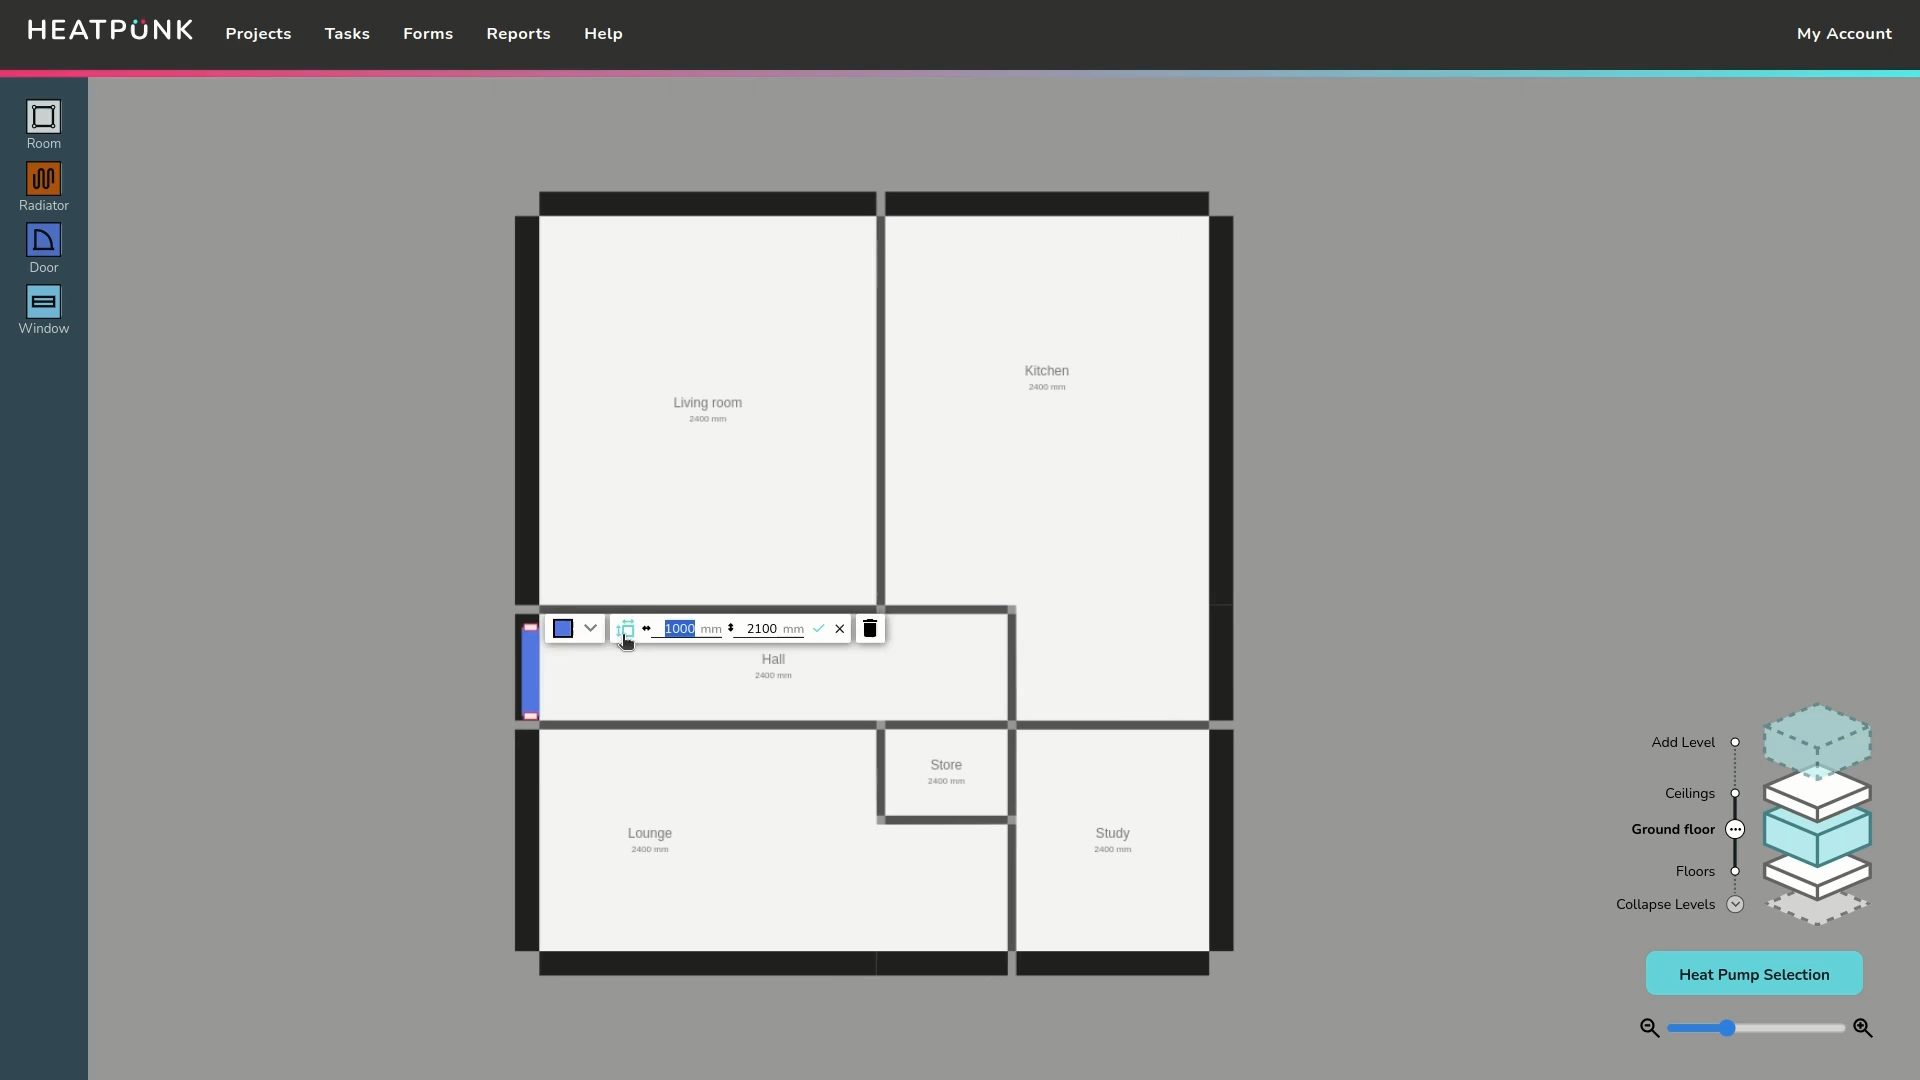 HEATPÜNK
Projects
Tasks
Forms
Reports
Help
My Account
Room
Radiator
Door
Window
Living room
2400 mm
Kitchen
2400 mm
1000 mm
2100 mm
Hall
2400 mm
Store
2400 mm
Lounge
2400 mm
Study
2400 mm
Add Level
Ceilings
Ground floor
Floors
Collapse Levels
Heat Pump Selection